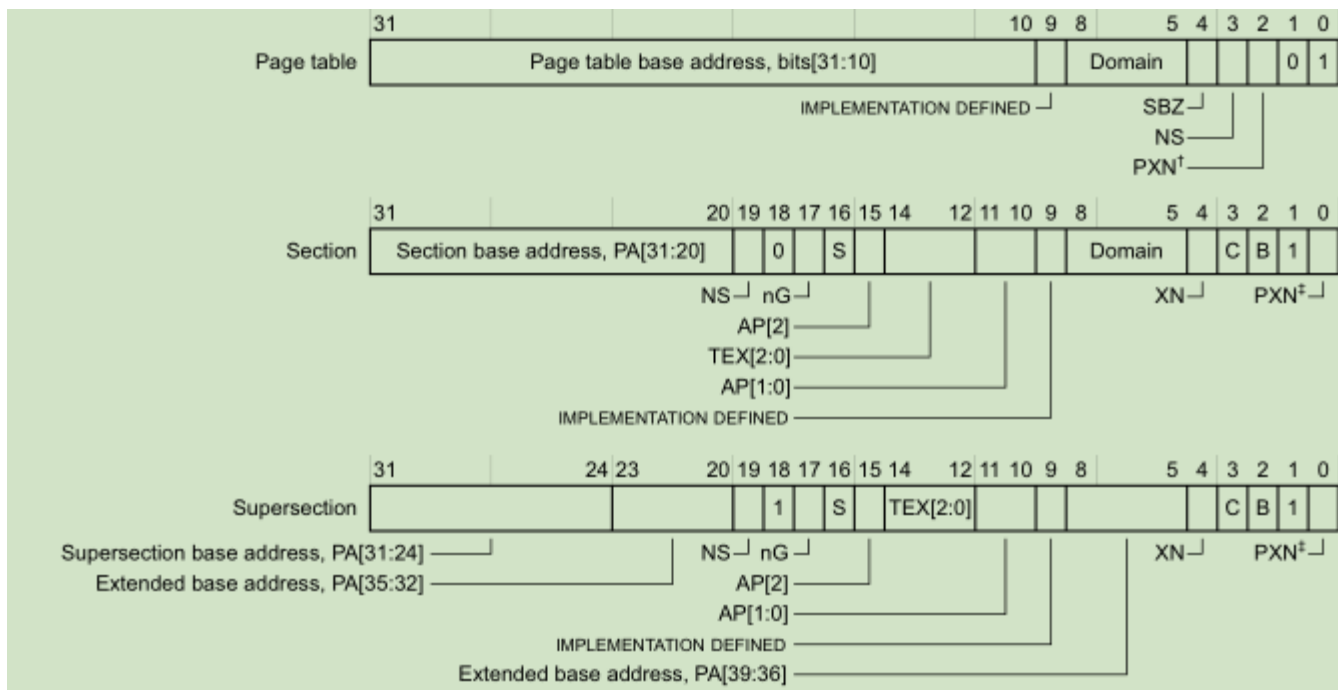 31 10 9 8 5 4 3 2 1 0
Page table Page table base address, bits[31:10] Domain 0 1
IMPLEMENTATION DEFINED SBZ
NS
PXN†
31 20 19 18 17 16 15 14 12 11 10 9 8 5 4 3 2 1 0
Section Section base address, PA[31:20] 0 S Domain C B 1
NS nG XN PXN‡
AP[2]
TEX[2:0]
AP[1:0]
IMPLEMENTATION DEFINED
31 24 23 20 19 18 17 16 15 14 12 11 10 9 8 5 4 3 2 1 0
Supersection 1 S TEX[2:0] C B 1
Supersection base address, PA[31:24] NS nG XN PXN‡
Extended base address, PA[35:32] AP[2]
AP[1:0]
IMPLEMENTATION DEFINED
Extended base address, PA[39:36]